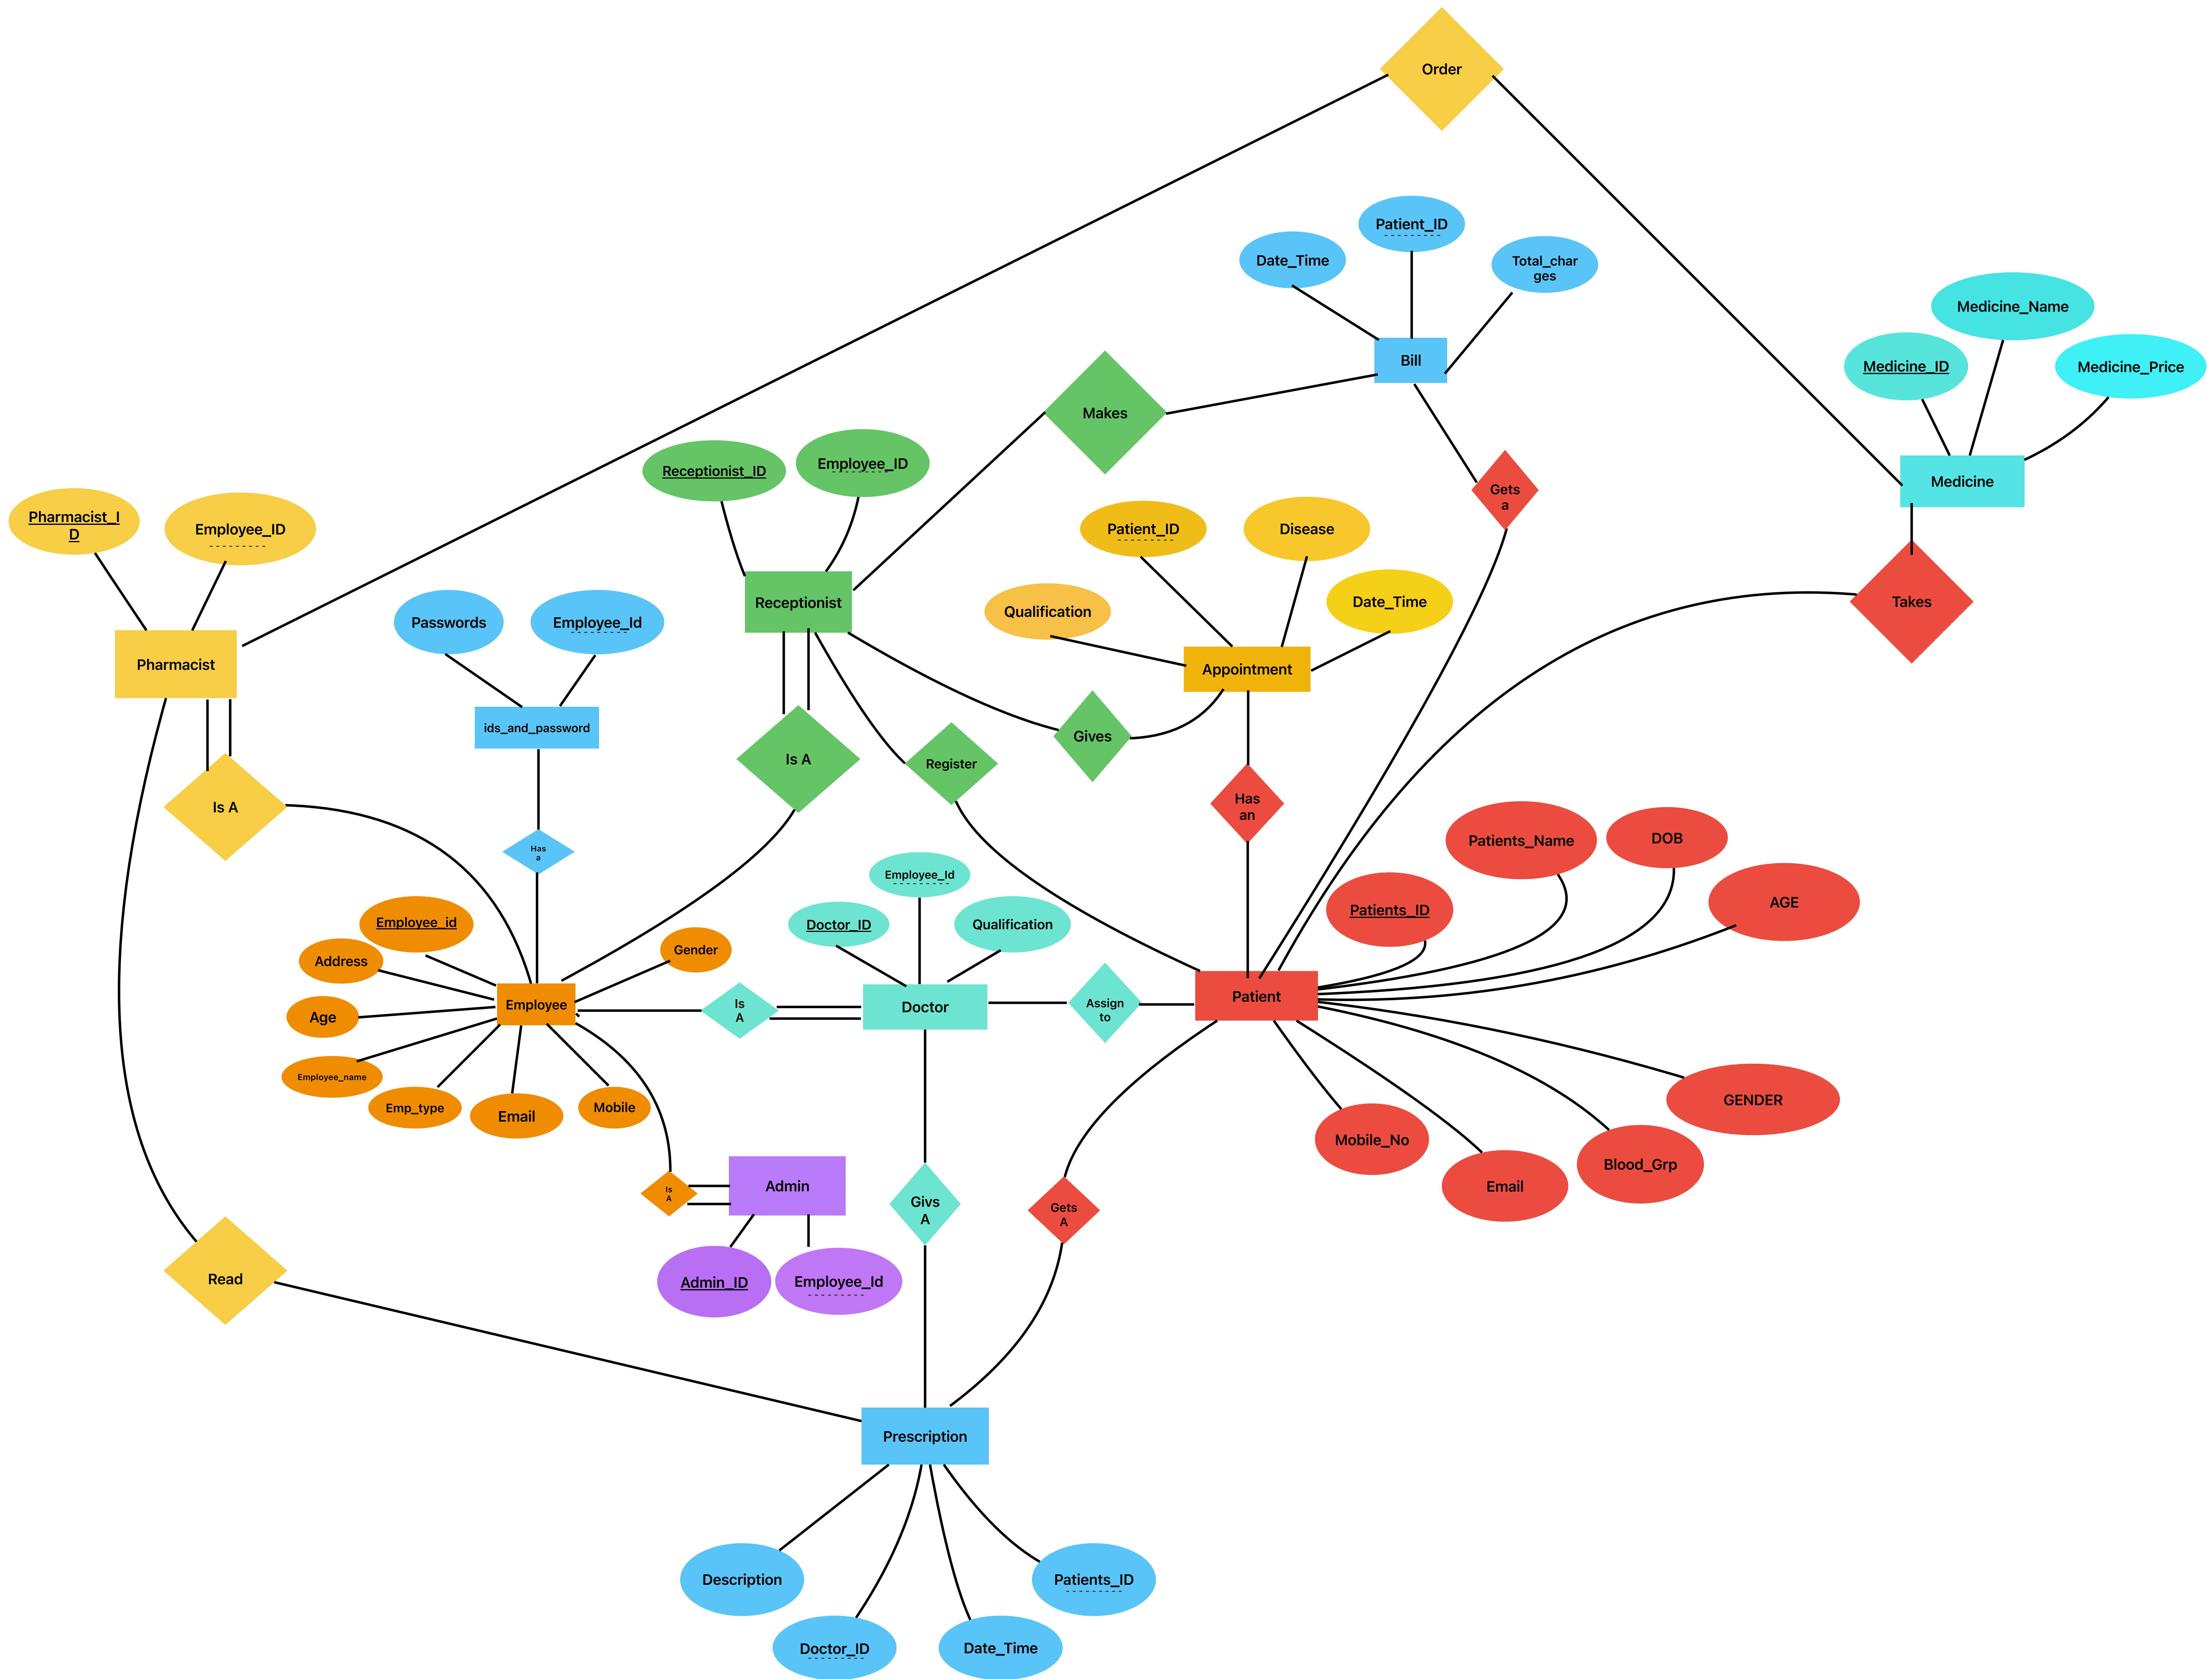 Order
Patient_ID
Date_Time
Total_char
ges
Medicine_Name
Bill
Medicine_ID
Medicine_Price
Makes
Receptionist_ID
Employee_ID
Medicine
Gets
a
Pharmacist_I
D
Employee_ID
Patient_ID
Disease
Passwords
Employee_Id
Receptionist
Qualification
Date_Time
Takes
Pharmacist
Appointment
ids_and_password
Gives
Is A
Register
Is A
Has
an
Has
a
Patients_Name
DOB
Employee_Id
AGE
Employee_id
Doctor_ID
Qualification
Patients_ID
Address
Gender
Age
Employee
Is
A
Doctor
Assign
to
Patient
Employee_name
Emp_type
Email
Mobile
GENDER
Mobile_No
Blood_Grp
Email
Is
A
Admin
Givs
A
Gets
A
Read
Admin_ID
Employee_Id
Prescription
Description
Patients_ID
Doctor_ID
Date_Time